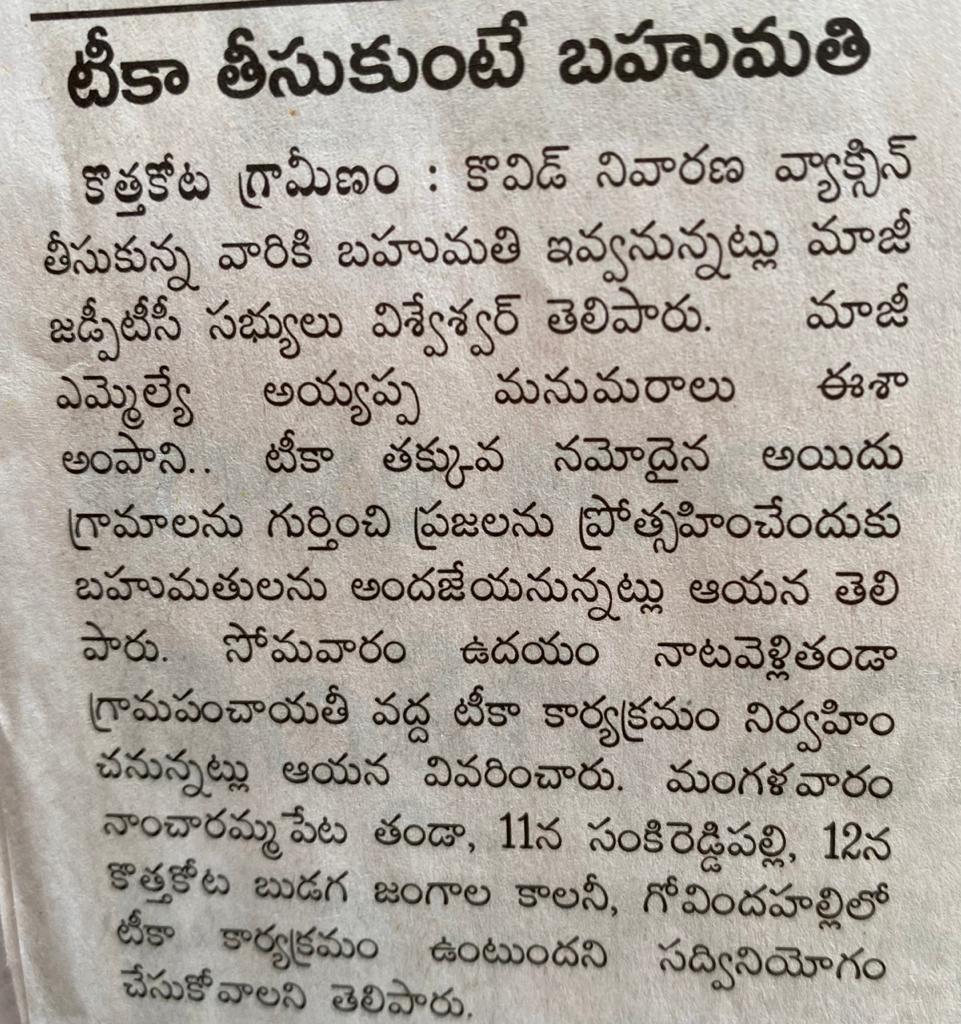 టీకా తీసుకుంటే బహుమతి
కొత్తకోట గ్రామీణం : కొవిడ్ నివారణ వ్యాక్సిన్
తీసుకున్న వారికి బహుమతి ఇవ్వనున్నట్లు మాజీ
జడ్పీటీసీ సభ్యులు విశ్వేశ్వర్ తెలిపారు. మాజీ
ఎమ్మెల్యే అయ్యప్ప మనుమరాలు ఈశా
అంపాని.. టీకా తక్కువ నమోదైన అయిదు
గ్రామాలను గుర్తించి ప్రజలను ప్రోత్సహించేందుకు
బహుమతులను అందజేయనున్నట్లు ఆయన తెలి
పారు. సోమవారం ఉదయం నాటవెళ్లితండా
గ్రామపంచాయతీ వద్ద టీకా కార్యక్రమం నిర్వహిం
చనున్నట్లు ఆయన వివరించారు. మంగళవారం
నాంచారమ్మపేట తండా, 11న సంకిరెడ్డిపల్లి, 12న
కొత్తకోట బుడగ జంగాల కాలనీ, గోవిందహల్లిలో
టీకా కార్యక్రమం ఉంటుందని సద్వినియోగం
చేసుకోవాలని తెలిపారు.